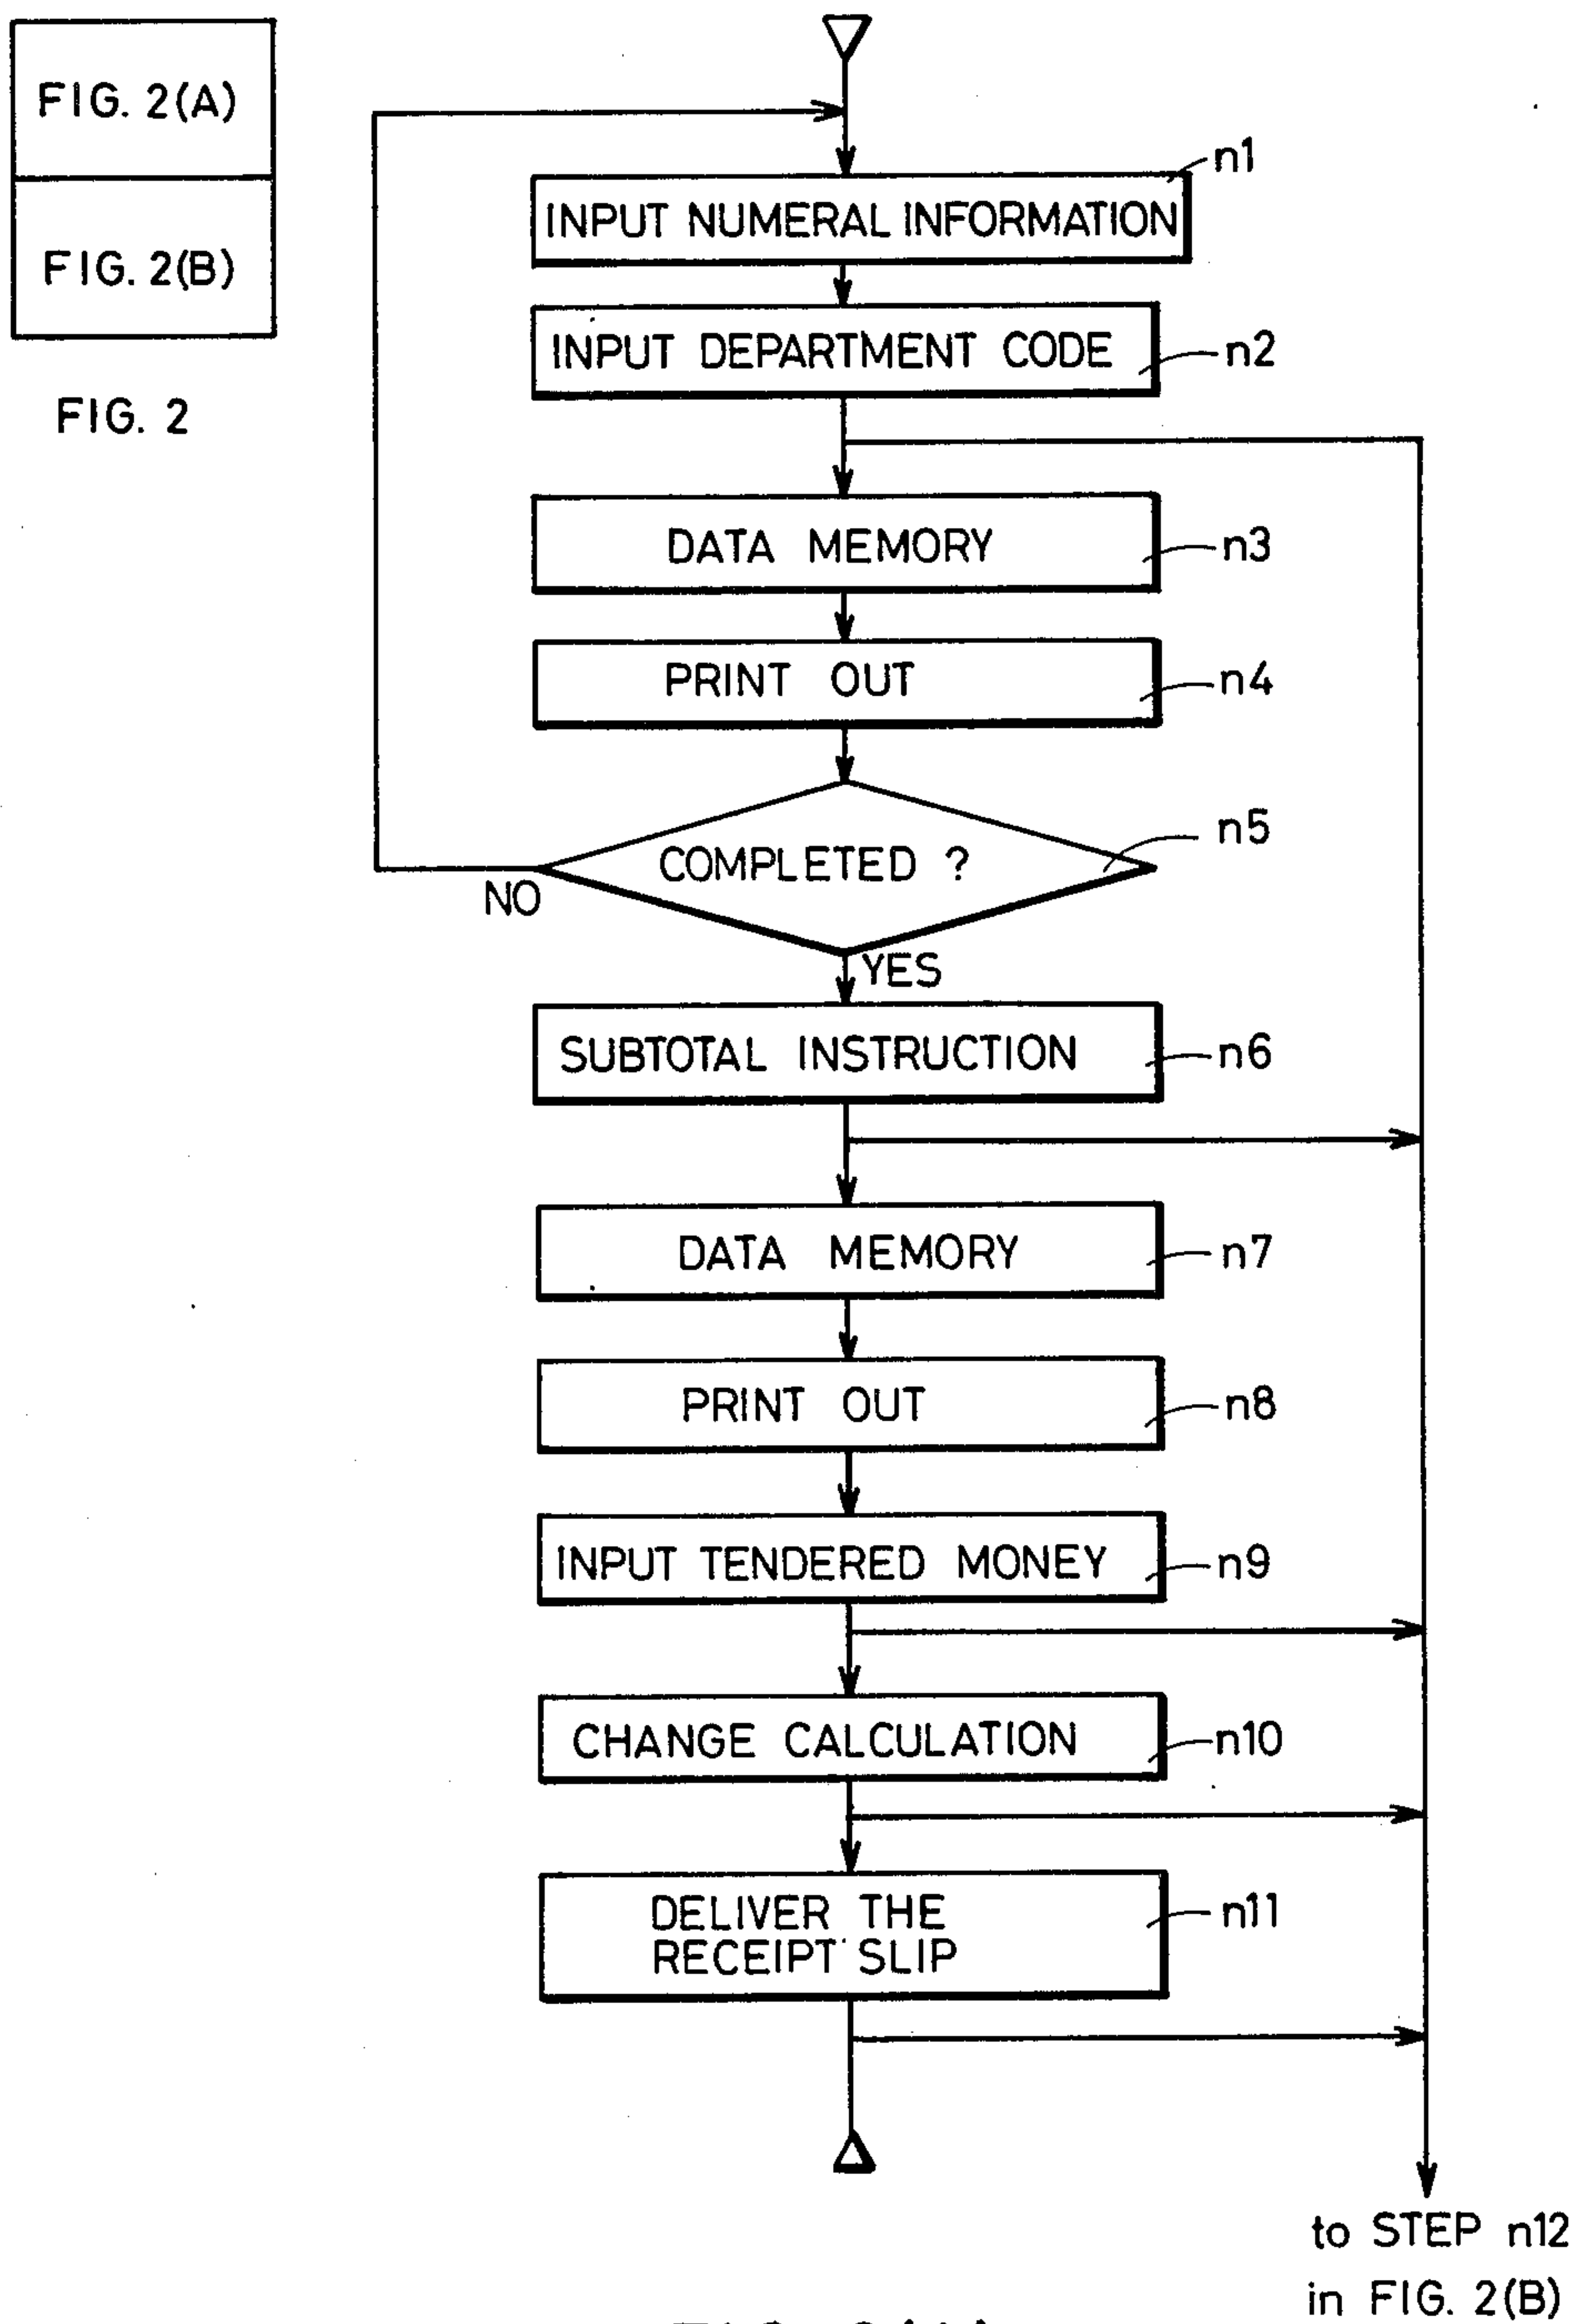 FIG. 2(A)
FIG. 2(B)
FIG. 2
n1
INPUT NUMERAL INFORMATION
INPUT DEPARTMENT CODE
n2
DATA MEMORY
n3
PRINT OUT
n4
COMPLETED ?
n5
NO
YES
SUBTOTAL INSTRUCTION
n6
DATA MEMORY
n7
PRINT OUT
n8
INPUT TENDERED MONEY
n9
CHANGE CALCULATION
n10
DELIVER THE
RECEIPT SLIP
n11
to STEP n12
in FIG. 2(B)